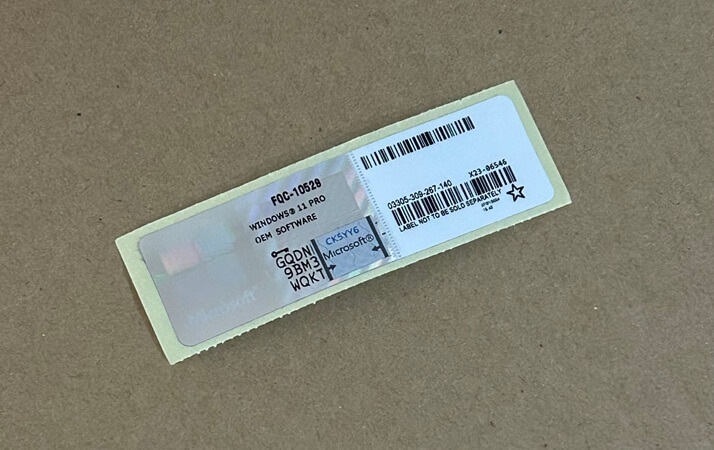 FQC-10529
WINDOWS® 11 PRO
OEM SOFTWARE
GQDN
9BM3
WQKT
CK5YY6
Microsoft®
Microsoft
03305-309-267-140
X23-06546
LABEL NOT TO BE SOLD SEPARATELY